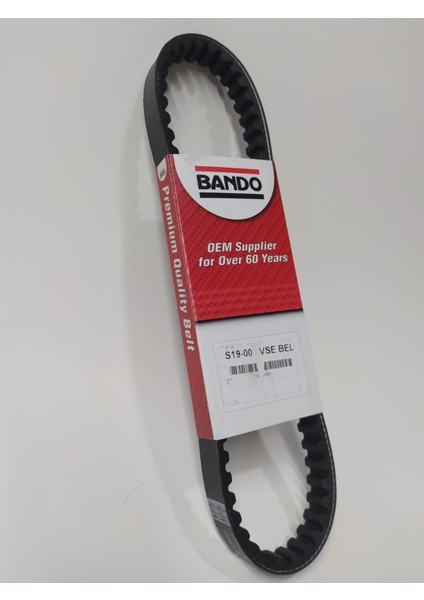 BANDO
OEM Supplier
for Over 60 Years
S19-00 VSE BEL
Premium Quality Belt